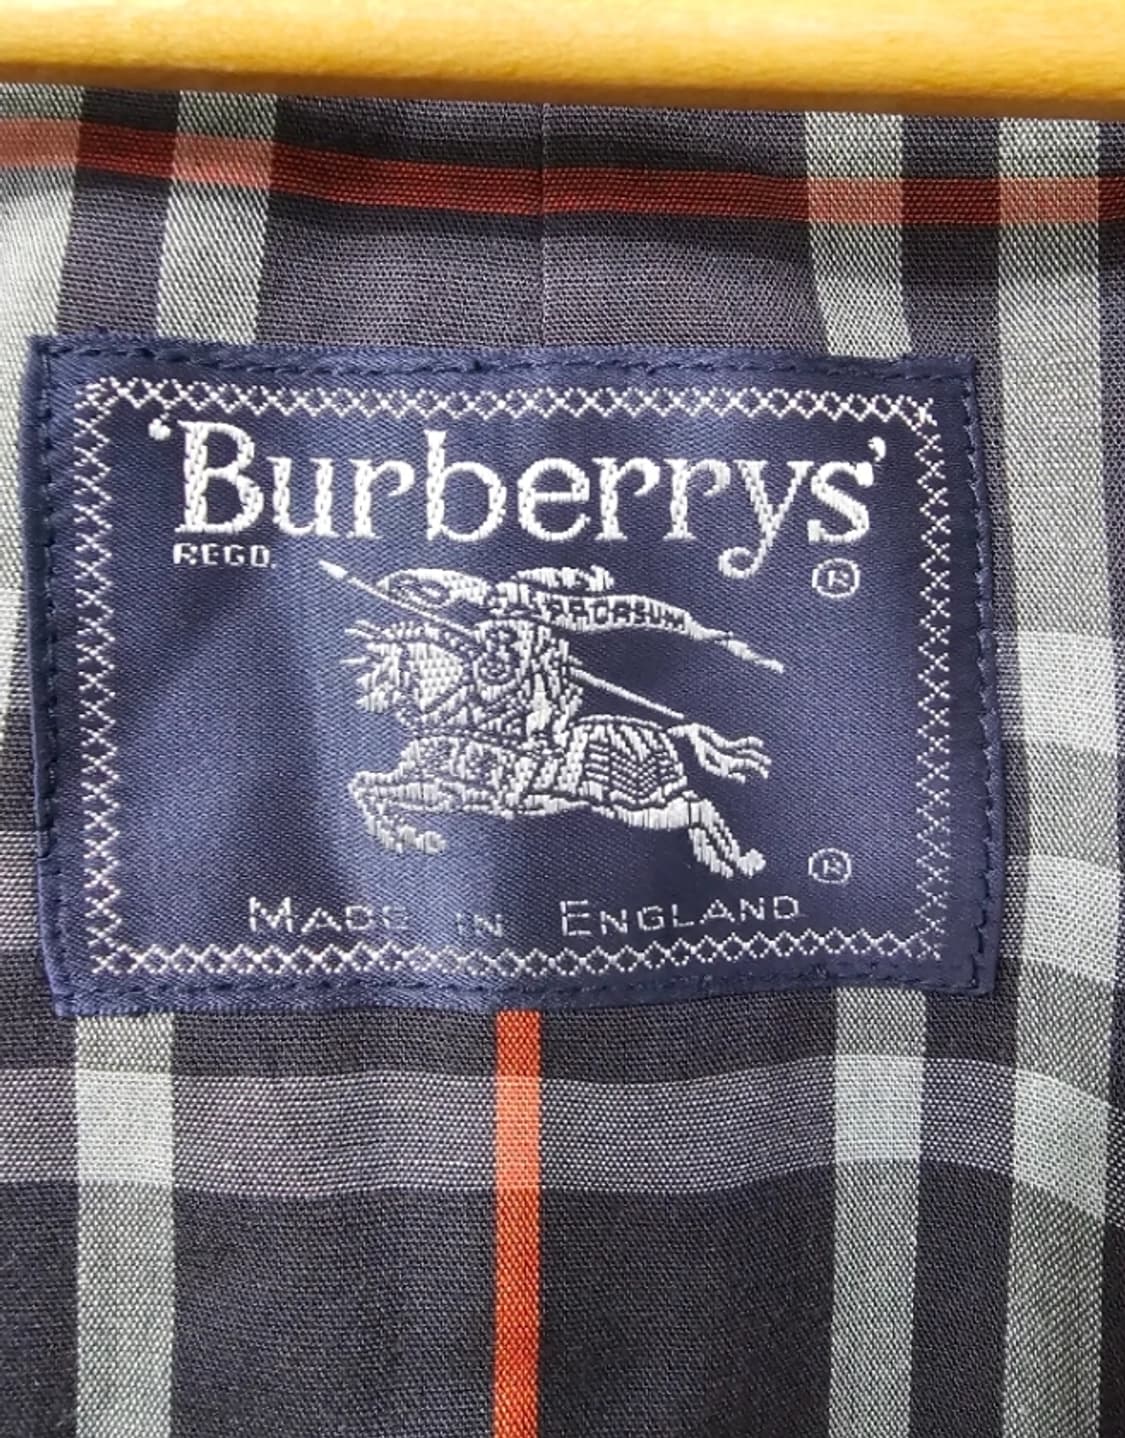 'Burberrys'
REGD.
®
PRORSUM
®
MADE IN ENGLAND